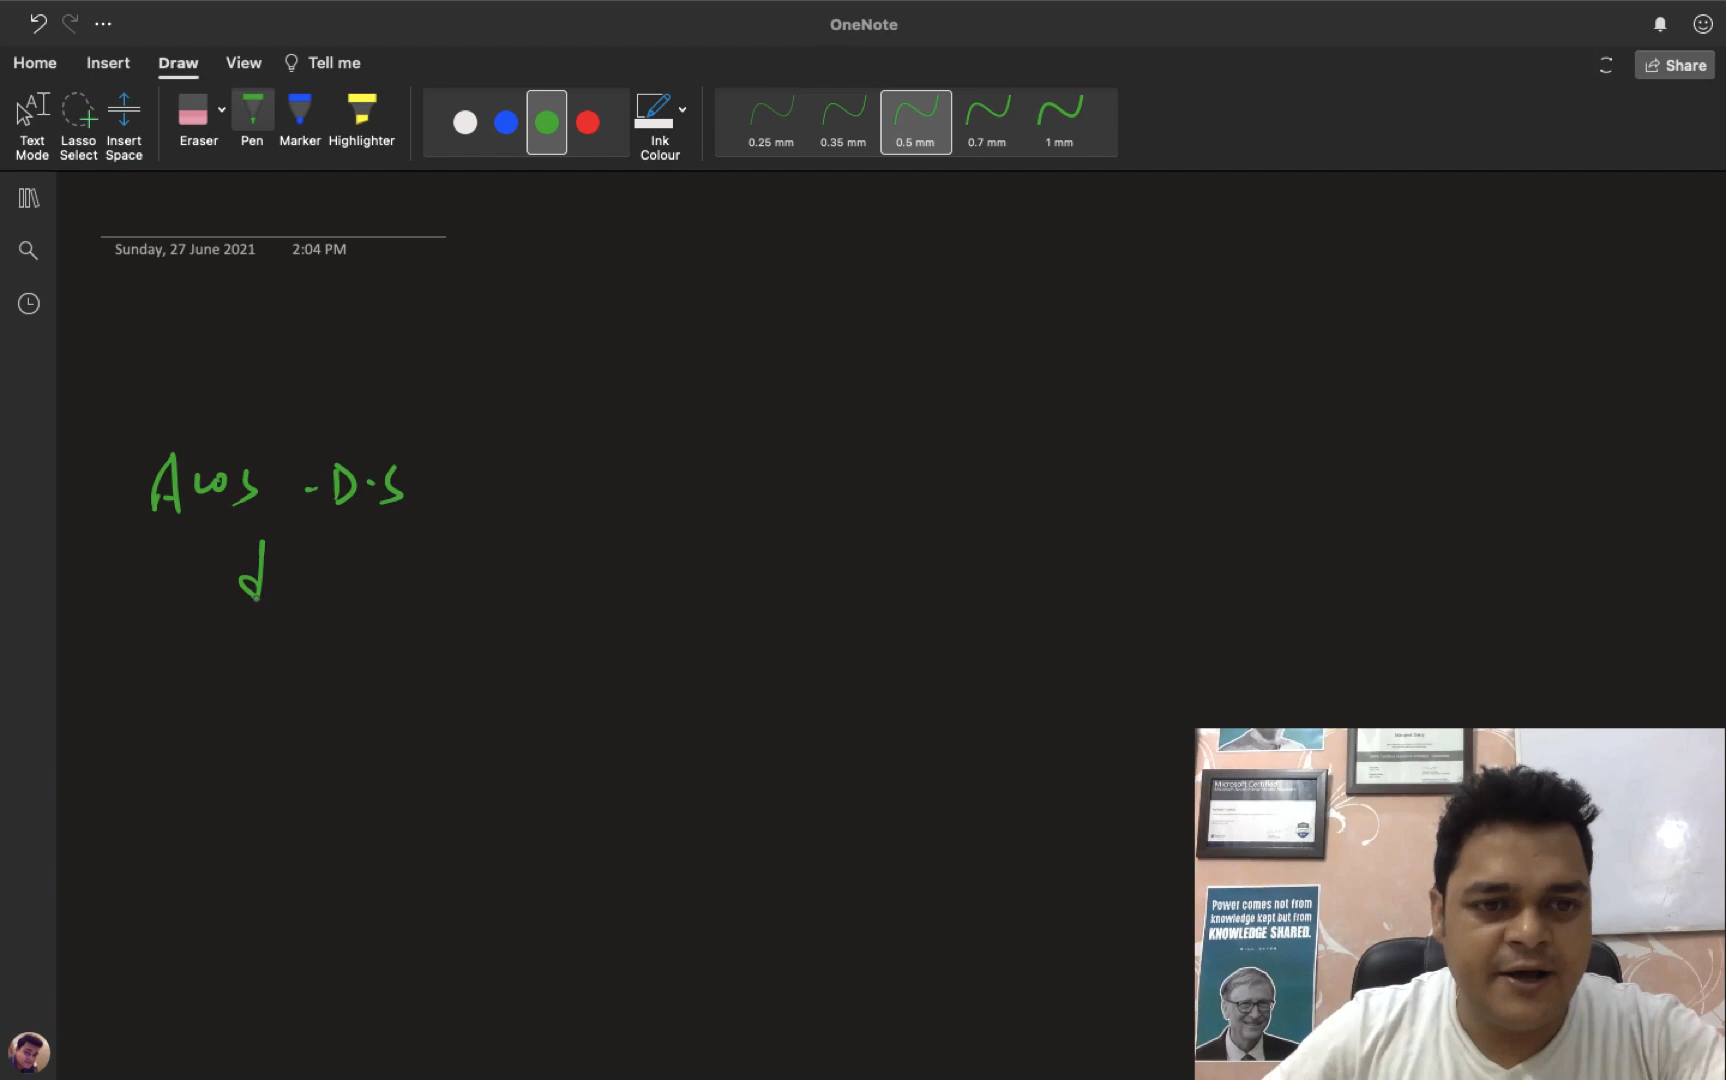 OneNote
Home Insert Draw View Tell me Share
Text Mode
Lasso Select
Insert Space
Eraser
Pen
Marker
Highlighter
Ink Colour
0.25 mm 0.35 mm 0.5 mm 0.7 mm 1 mm
Sunday, 27 June 2021 2:04 PM
d
Microsoft Certified
Power comes not from
knowledge kept but from
KNOWLEDGE SHARED.